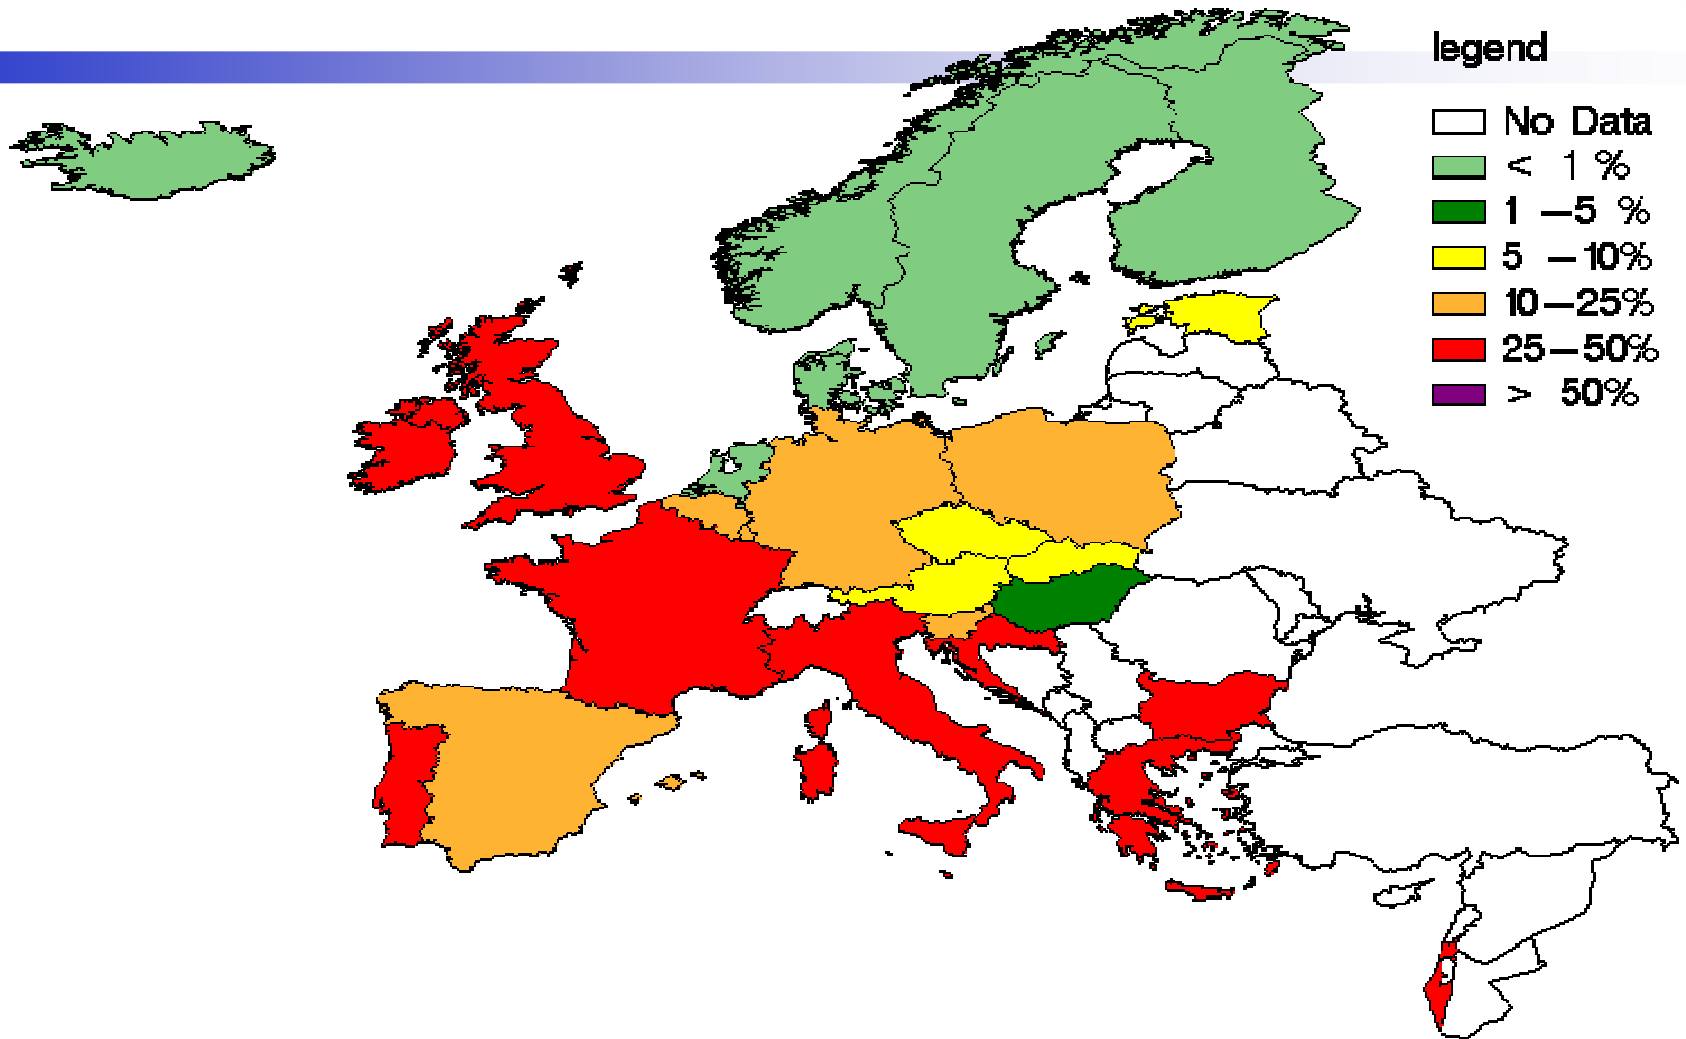 legend
No Data
< 1 %
1 –5 %
5 –10%
10–25%
25–50%
> 50%